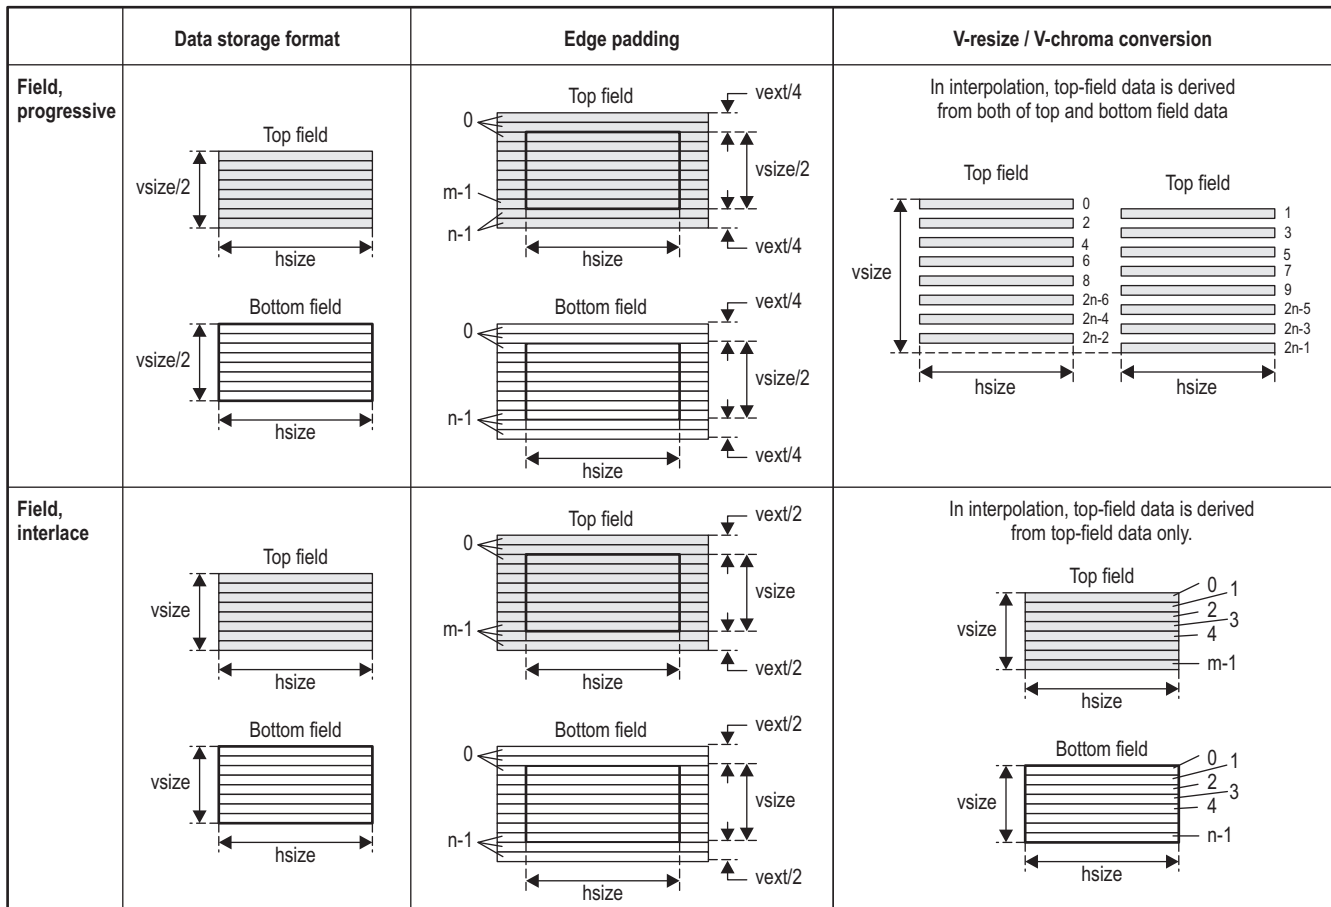 Data storage format
Edge padding
V-resize / V-chroma conversion
Field,
progressive
Top field
vsize/2
hsize
Bottom field
vsize/2
hsize
Top field
0
m-1
n-1
vext/4
vsize/2
vext/4
hsize
Bottom field
0
n-1
vext/4
vsize/2
vext/4
hsize
In interpolation, top-field data is derived
from both of top and bottom field data
Top field
vsize
0
2
4
6
8
2n-6
2n-4
2n-2
hsize
Top field
1
3
5
7
9
2n-5
2n-3
2n-1
hsize
Field,
interlace
Top field
vsize
hsize
Bottom field
vsize
hsize
Top field
0
m-1
vext/2
vsize
vext/2
hsize
Bottom field
0
n-1
vext/2
vsize
vext/2
hsize
In interpolation, top-field data is derived
from top-field data only.
Top field
vsize
0
1
2
3
4
m-1
hsize
Bottom field
vsize
0
1
2
3
4
n-1
hsize